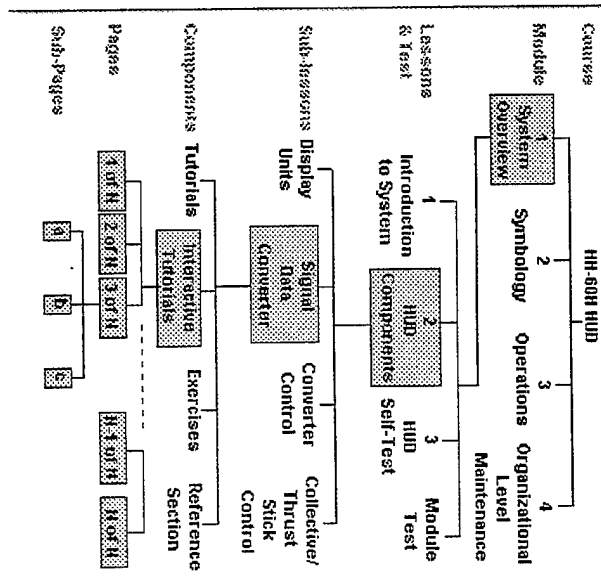 Course
HH-60H HUD
Module
1
System
Overview
2
Symbology
3
Operations
4
Organizational
Level
Maintenance
Lessons
& Test
1
Introduction
to System
2
HUD
Components
3
HUD
Self-Test
Module
Test
Sub-lessons
Display
Units
Signal
Data
Converter
Converter
Control
Collective/
Thrust
Stick
Control
Components
Tutorials
Interactive
Tutorials
Exercises
Reference
Section
Pages
1 of N
2 of N
3 of N
N-1 of N
N of N
Sub-Pages
a
b
c